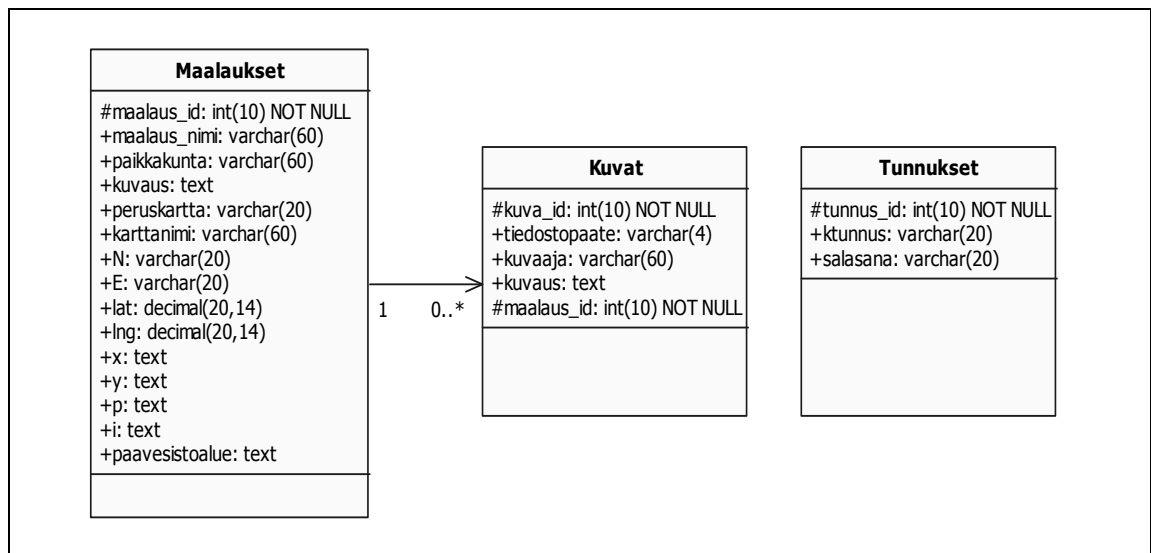 Maalaukset
#maalaus_id: int(10) NOT NULL
+maalaus_nimi: varchar(60)
+paikkakunta: varchar(60)
+kuvaus: text
+peruskartta: varchar(20)
+karttanimi: varchar(60)
+N: varchar(20)
+E: varchar(20)
+lat: decimal(20,14)
+lng: decimal(20,14)
+x: text
+y: text
+p: text
+i: text
+paavesistoalue: text
1 0..*
Kuvat
#kuva_id: int(10) NOT NULL
+tiedostopaate: varchar(4)
+kuvaaja: varchar(60)
+kuvaus: text
#maalaus_id: int(10) NOT NULL
Tunnukset
#tunnus_id: int(10) NOT NULL
+ktunnus: varchar(20)
+salasana: varchar(20)